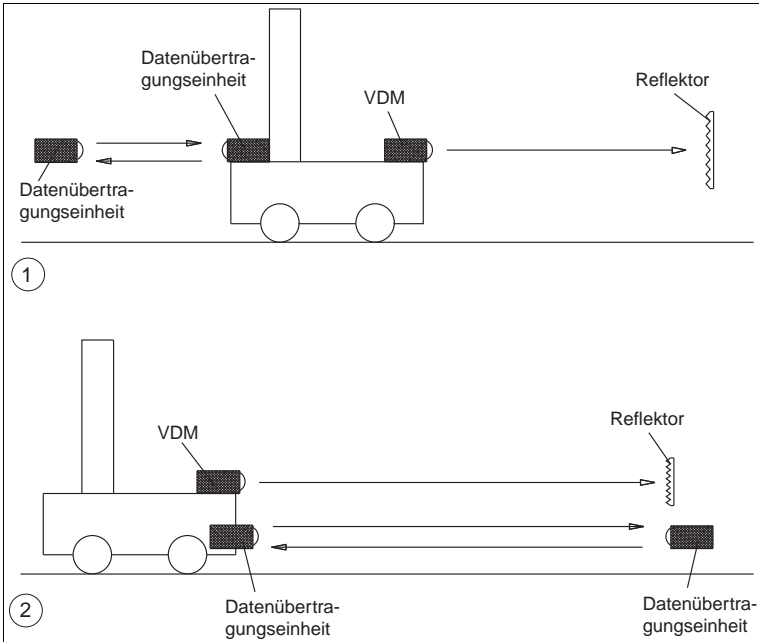 Datenübertra-
gungseinheit
VDM
Reflektor
Datenübertra-
gungseinheit
1
Reflektor
VDM
Datenübertra-
gungseinheit
Datenübertra-
gungseinheit
2